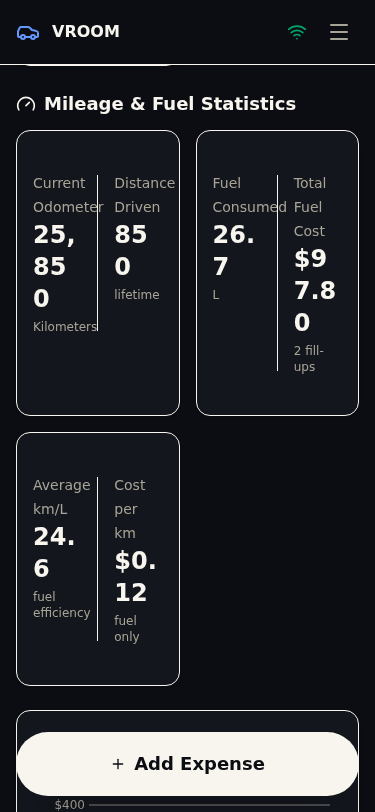 VROOM
Mileage & Fuel Statistics
Current
Odometer
25,
85
0
Kilometers
Distance
Driven
85
0
lifetime
Fuel
Consumed
26.
7
L
Total
Fuel
Cost
$9
7.8
0
2 fill-
ups
Average
km/L
24.
6
fuel
efficiency
Cost
per
km
$0.
12
fuel
only
+ Add Expense
$400